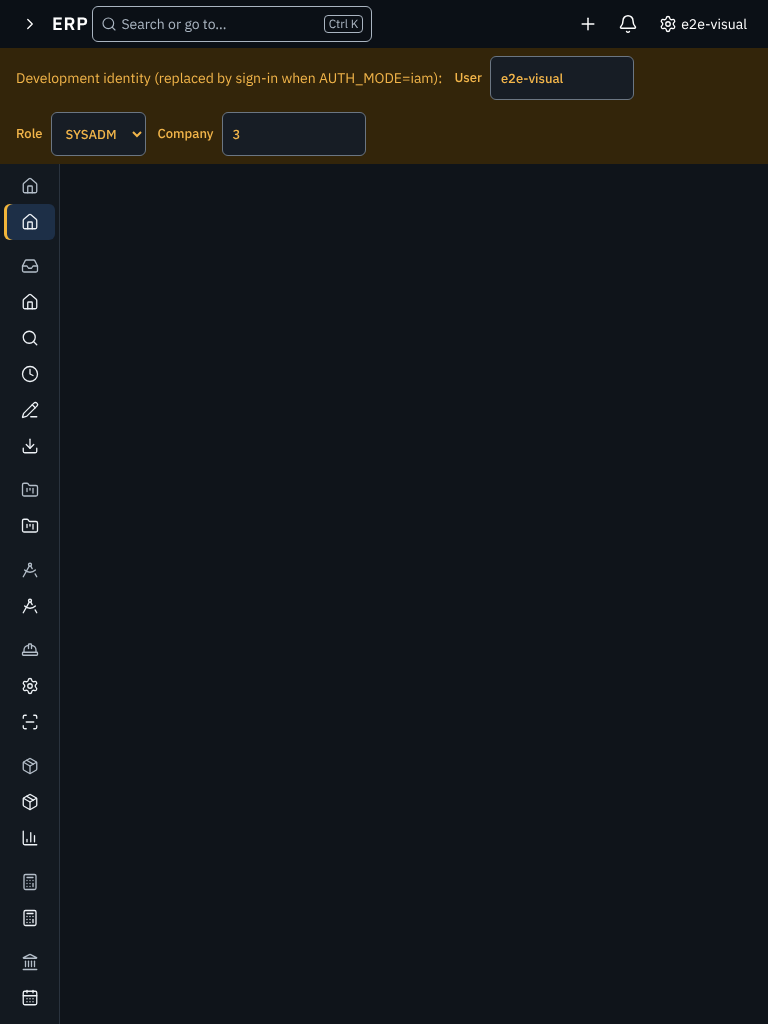 ERP Search or go to... Ctrl K e2e-visual
Development identity (replaced by sign-in when AUTH_MODE=iam): User e2e-visual
Role SYSADM Company 3